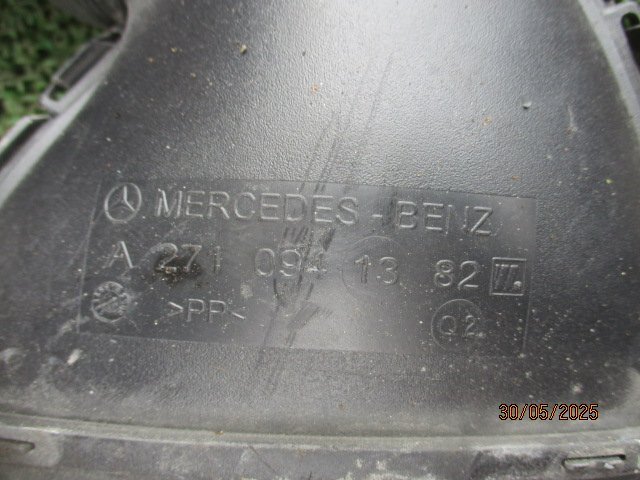 MERCEDES-BENZ
A 271 094 13 82
>PP<
Q2
30/05/2025